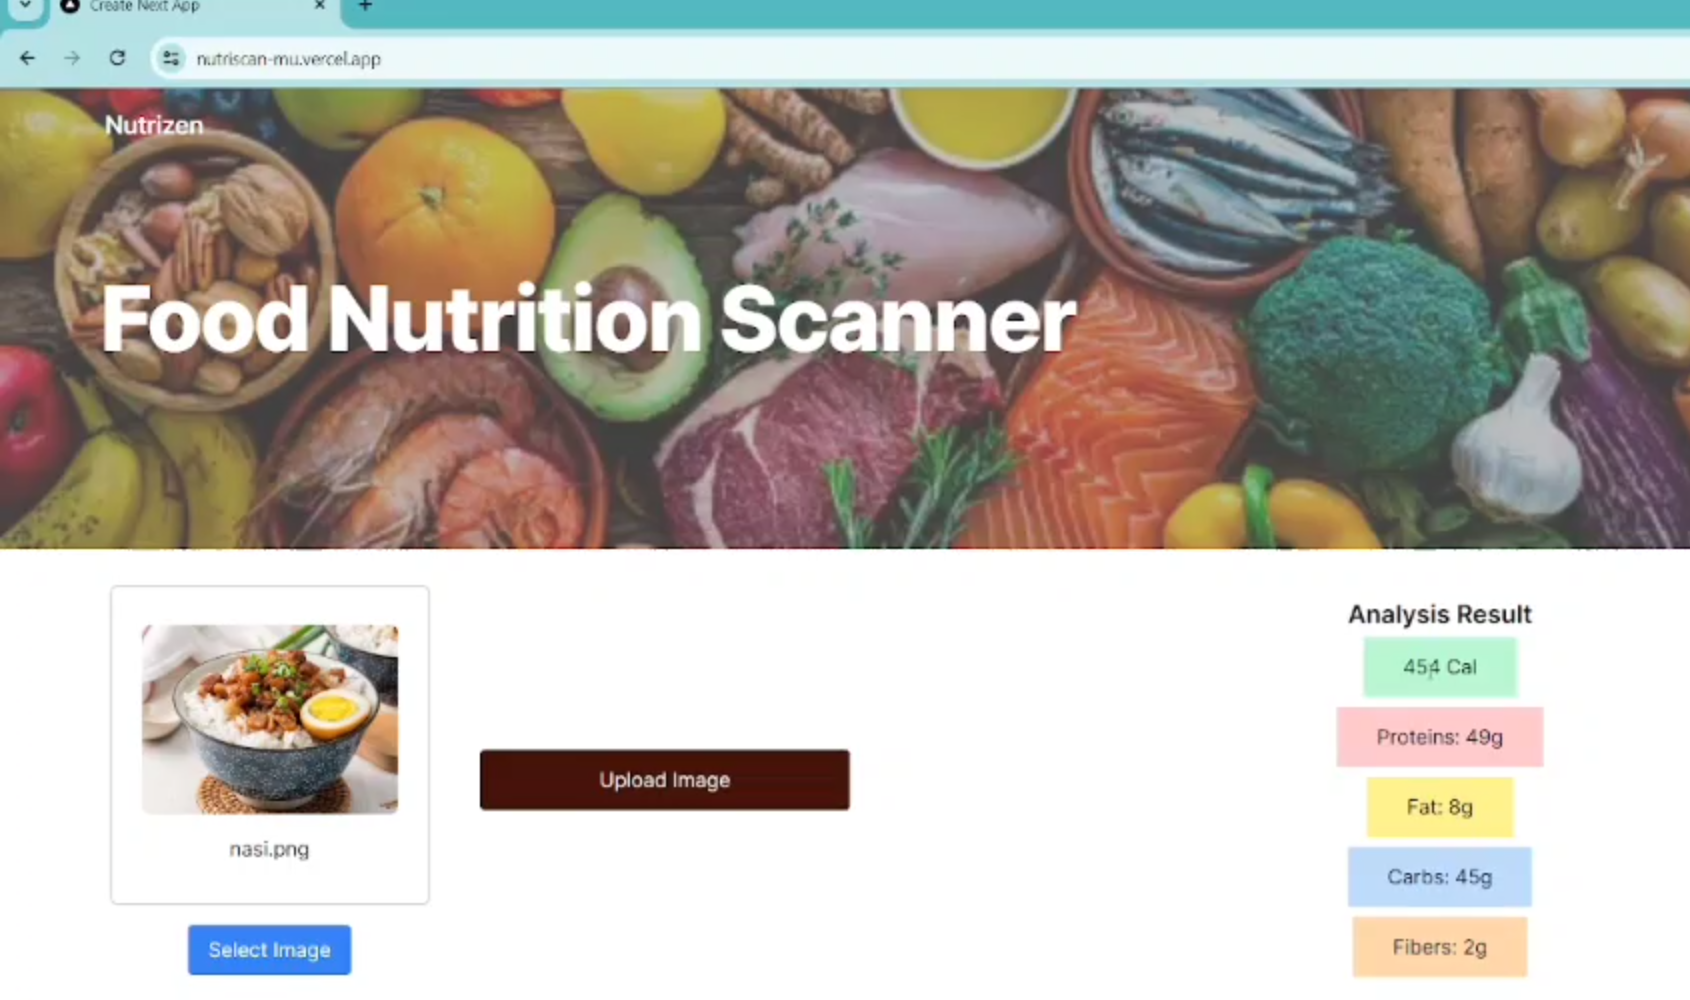 Create Next App
nutriscan-mu.vercel.app
Nutrizen
Food Nutrition Scanner
nasi.png
Select Image
Upload Image
Analysis Result
454 Cal
Proteins: 49g
Fat: 8g
Carbs: 45g
Fibers: 2g